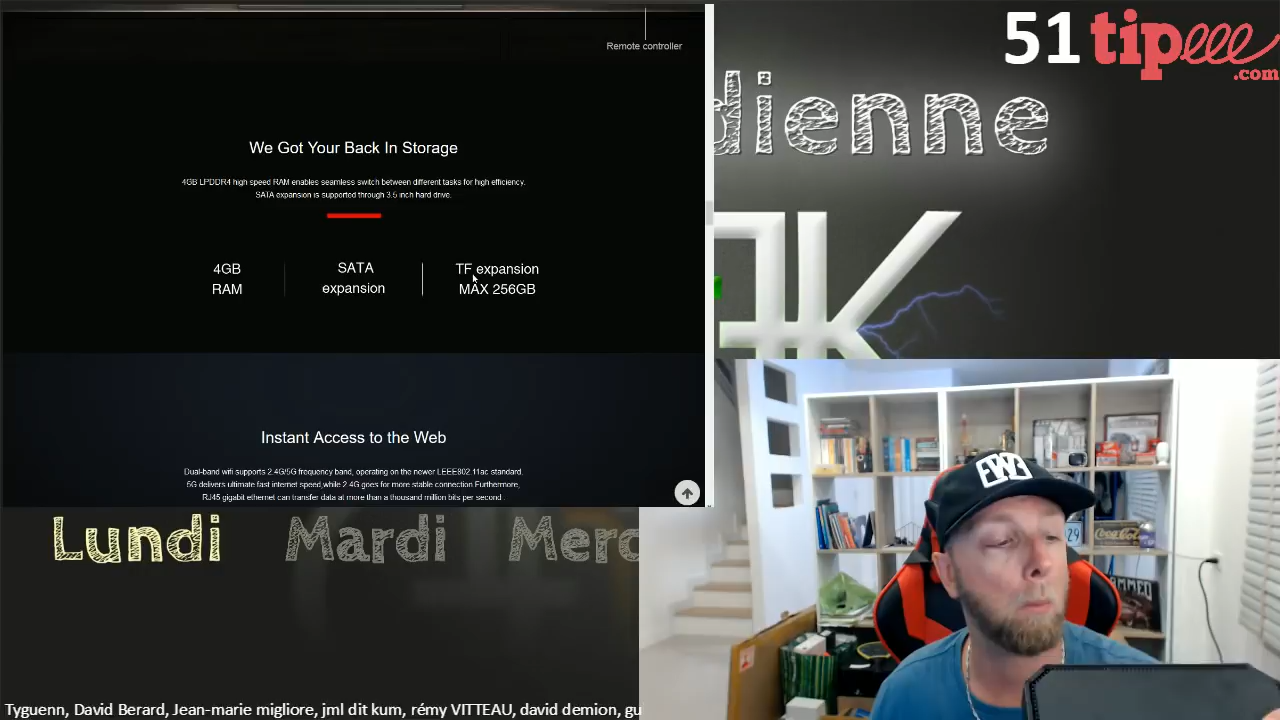 Remote controller
51 tipeee
.com
dienne
We Got Your Back In Storage
4GB LPDDR4 high speed RAM enables seamless switch between different tasks for high efficiency.
SATA expansion is supported through 3.5 inch hard drive.
4GB
RAM
SATA
expansion
TF expansion
MAX 256GB
K
Instant Access to the Web
Dual-band wifi supports 2.4G/5G frequency band, operating on the newer LEEE802.11ac standard.
5G delivers ultimate fast internet speed,while 2.4G goes for more stable connection Furthermore,
RJ45 gigabit ethernet can transfer data at more than a thousand million bits per second .
Lundi Mardi Merc
Coca-Cola
Tyguenn, David Berard, Jean-marie migliore, jml dit kum, rémy VITTEAU, david demion, gu